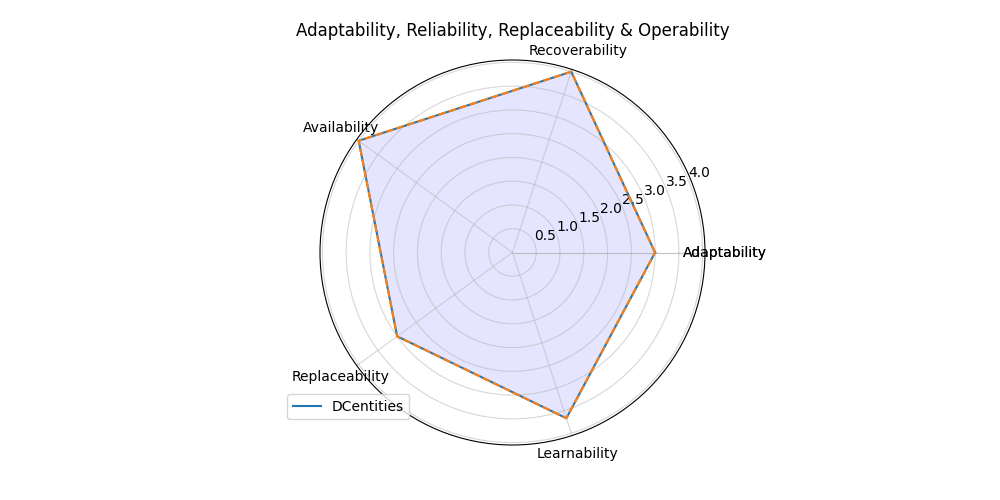 Adaptability, Reliability, Replaceability & Operability
Recoverability
Availability
4.0
3.5
3.0
2.5
2.0
1.5
1.0
0.5
Adaptability
Replaceability
DCentities
Learnability